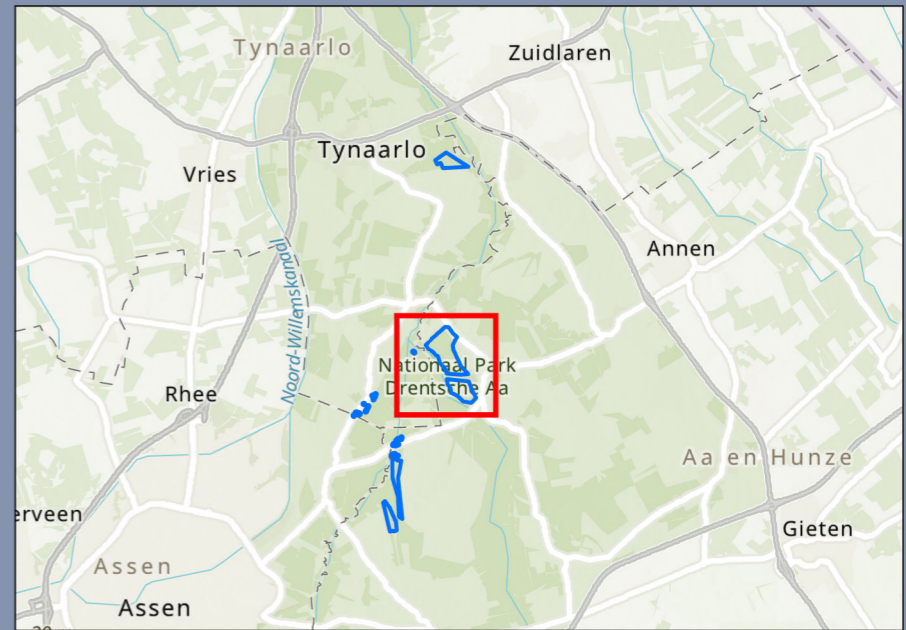 Tynaarlo
Zuidlaren
Tynaarlo
Vries
Annen
Noord-Willemskanaal
Nationaal Park
Drentsche Aa
Rhee
Aa en Hunze
erveen
Gieten
Assen
Assen